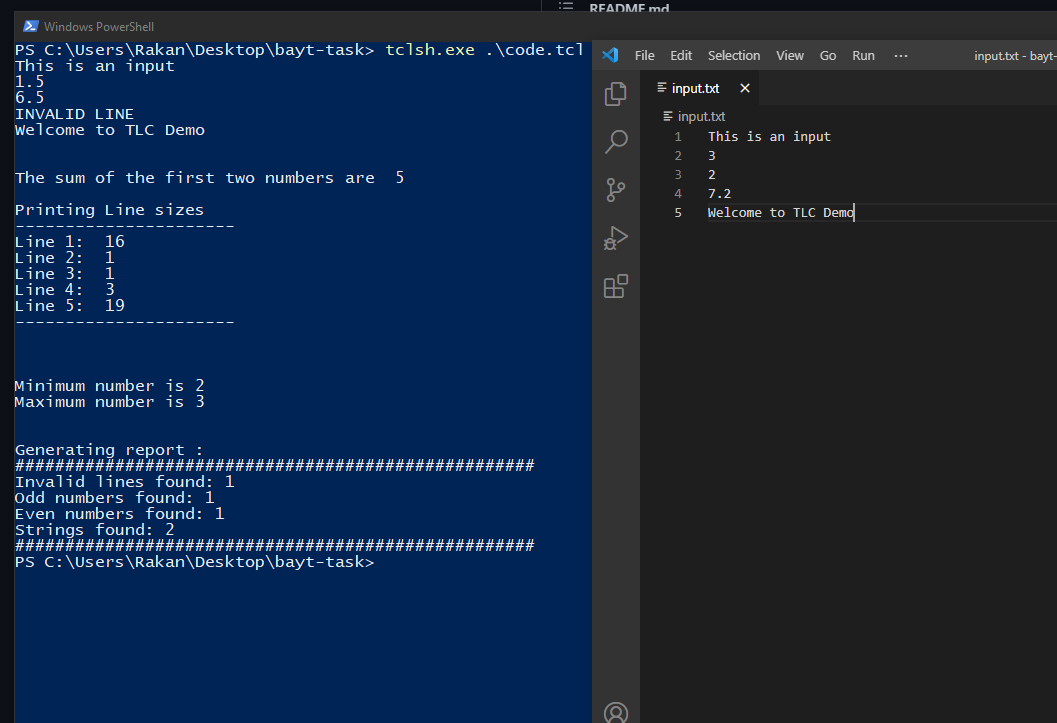 README.md
Windows PowerShell
PS C:\Users\Rakan\Desktop\bayt-task> tclsh.exe .\code.tcl
This is an input
1.5
6.5
INVALID LINE
Welcome to TLC Demo
The sum of the first two numbers are  5
Printing Line sizes
----------------------
Line 1:  16
Line 2:  1
Line 3:  1
Line 4:  3
Line 5:  19
----------------------
Minimum number is 2
Maximum number is 3
Generating report :
####################################################
Invalid lines found: 1
Odd numbers found: 1
Even numbers found: 1
Strings found: 2
####################################################
PS C:\Users\Rakan\Desktop\bayt-task>
File Edit Selection View Go Run ··· input.txt - bayt-
input.txt ×
input.txt
1 This is an input
2 3
3 2
4 7.2
5 Welcome to TLC Demo